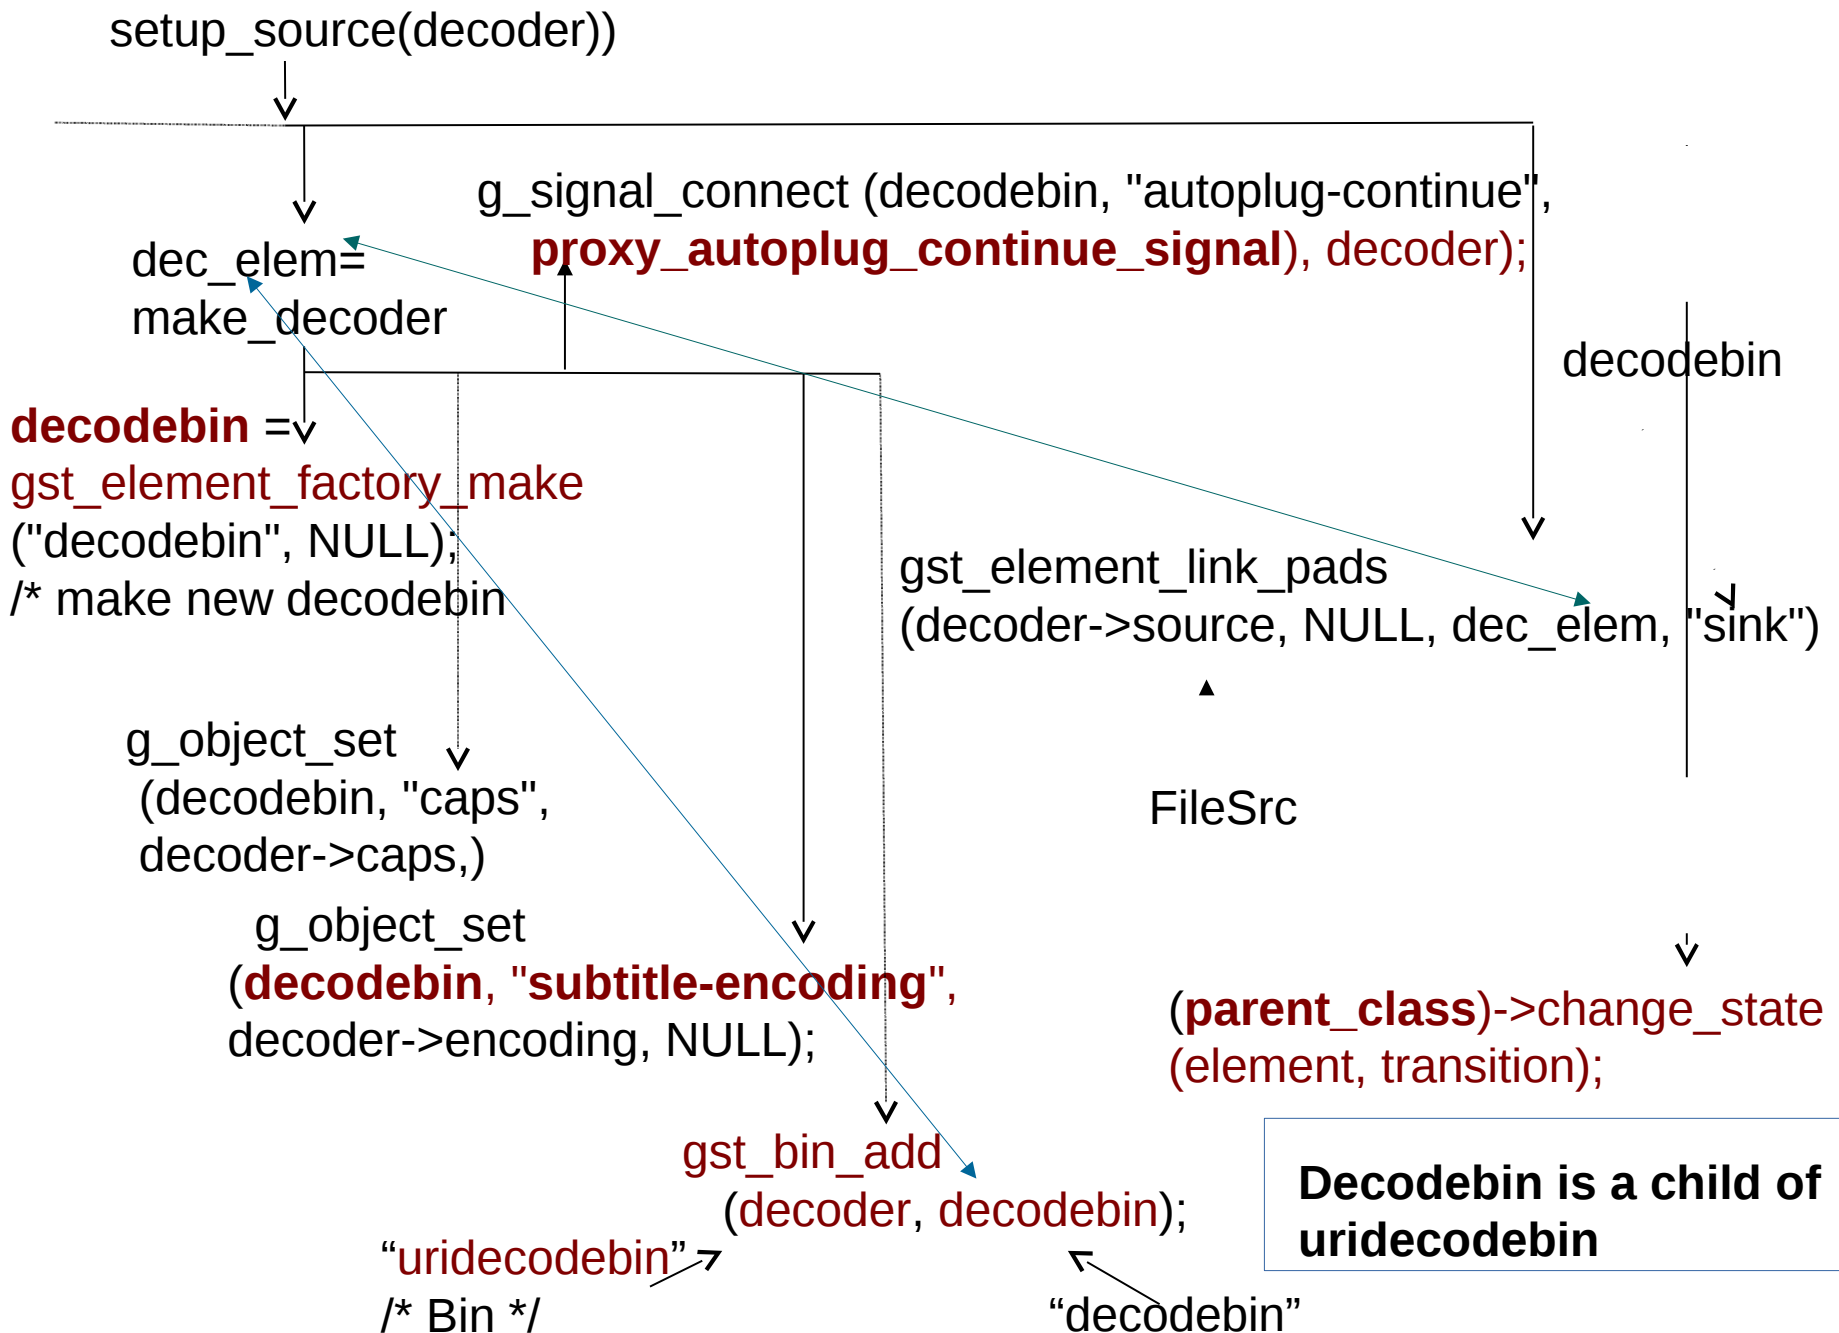 setup_source(decoder))
g_signal_connect (decodebin, "autoplug-continue",
proxy_autoplug_continue_signal), decoder);
dec_elem=
make_decoder
decodebin
decodebin =
gst_element_factory_make
("decodebin", NULL);
/* make new decodebin
gst_element_link_pads
(decoder->source, NULL, dec_elem, "sink")
g_object_set
(decodebin, "caps",
decoder->caps,)
FileSrc
g_object_set
(decodebin, "subtitle-encoding",
decoder->encoding, NULL);
(parent_class)->change_state
(element, transition);
gst_bin_add
(decoder, decodebin);
Decodebin is a child of
uridecodebin
“uridecodebin”
/* Bin */
“decodebin”